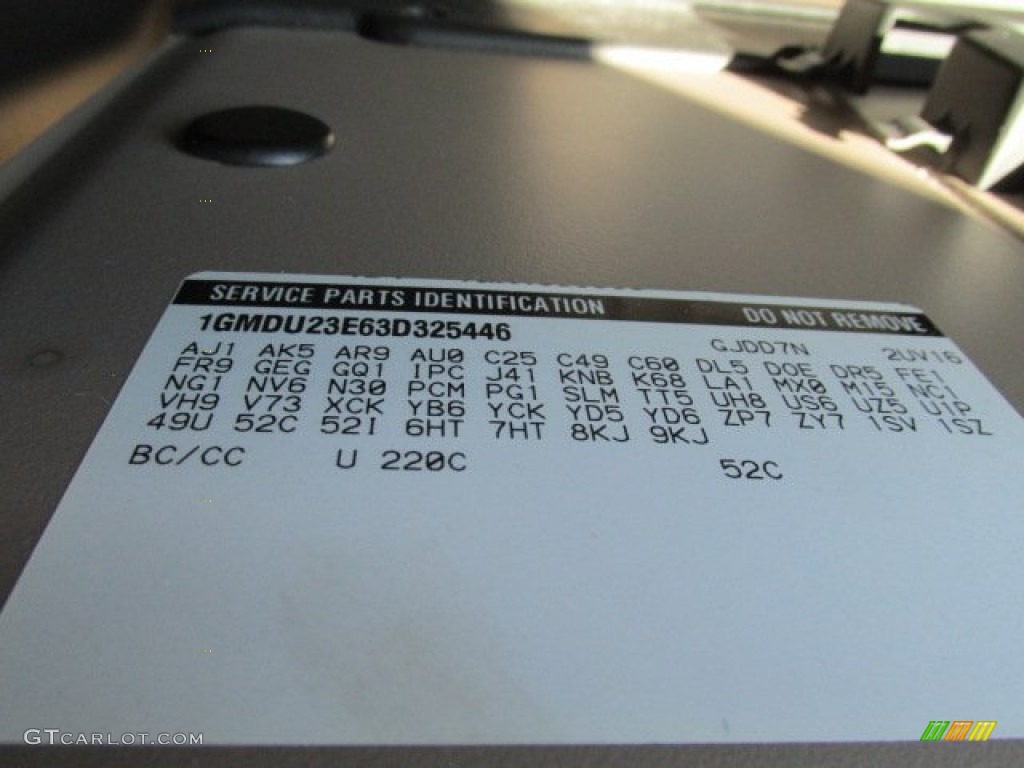 SERVICE PARTS IDENTIFICATION DO NOT REMOVE
1GMDU23E63D325446 GJDD7N 2UV16
AJ1 AK5 AR9 AU0 C25 C49 C60 DL5 DOE DR5 FE1
FR9 GEG GQ1 IPC J41 KNB K68 LA1 MX0 M15 NC1
NG1 NV6 N30 PCM PG1 SLM TT5 UH8 US6 UZ5 U1P
VH9 V73 XCK YB6 YCK YD5 YD6 ZP7 ZY7 1SV 1SZ
49U 52C 52I 6HT 7HT 8KJ 9KJ
BC/CC U 220C 52C
GTCARLOT.COM